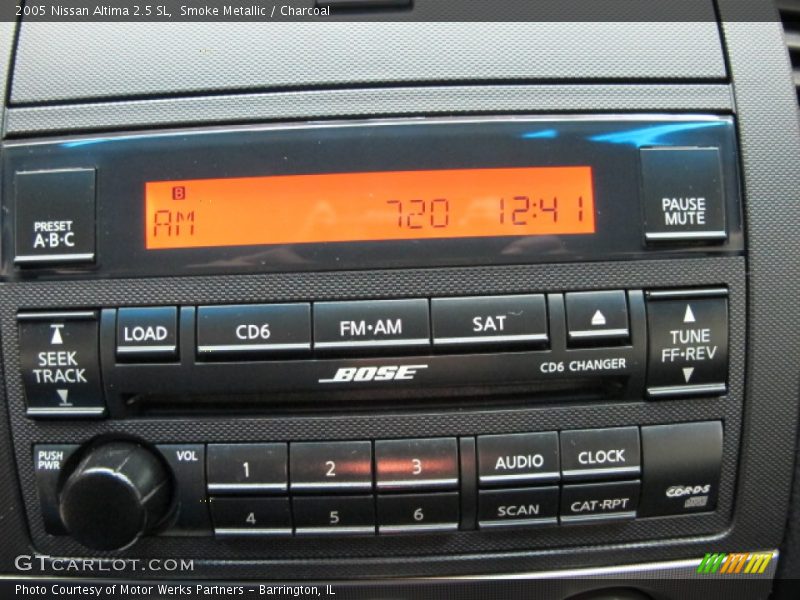 2005 Nissan Altima 2.5 SL,  Smoke Metallic / Charcoal
B
AM 720 12:41
PRESET
A·B·C
PAUSE
MUTE
SEEK
TRACK
LOAD CD6 FM·AM SAT
TUNE
FF·REV
BOSE
CD6 CHANGER
PUSH
PWR
VOL
1 2 3
4 5 6
AUDIO CLOCK
SCAN CAT·RPT
GTCARLOT.COM
Photo Courtesy of Motor Werks Partners - Barrington, IL